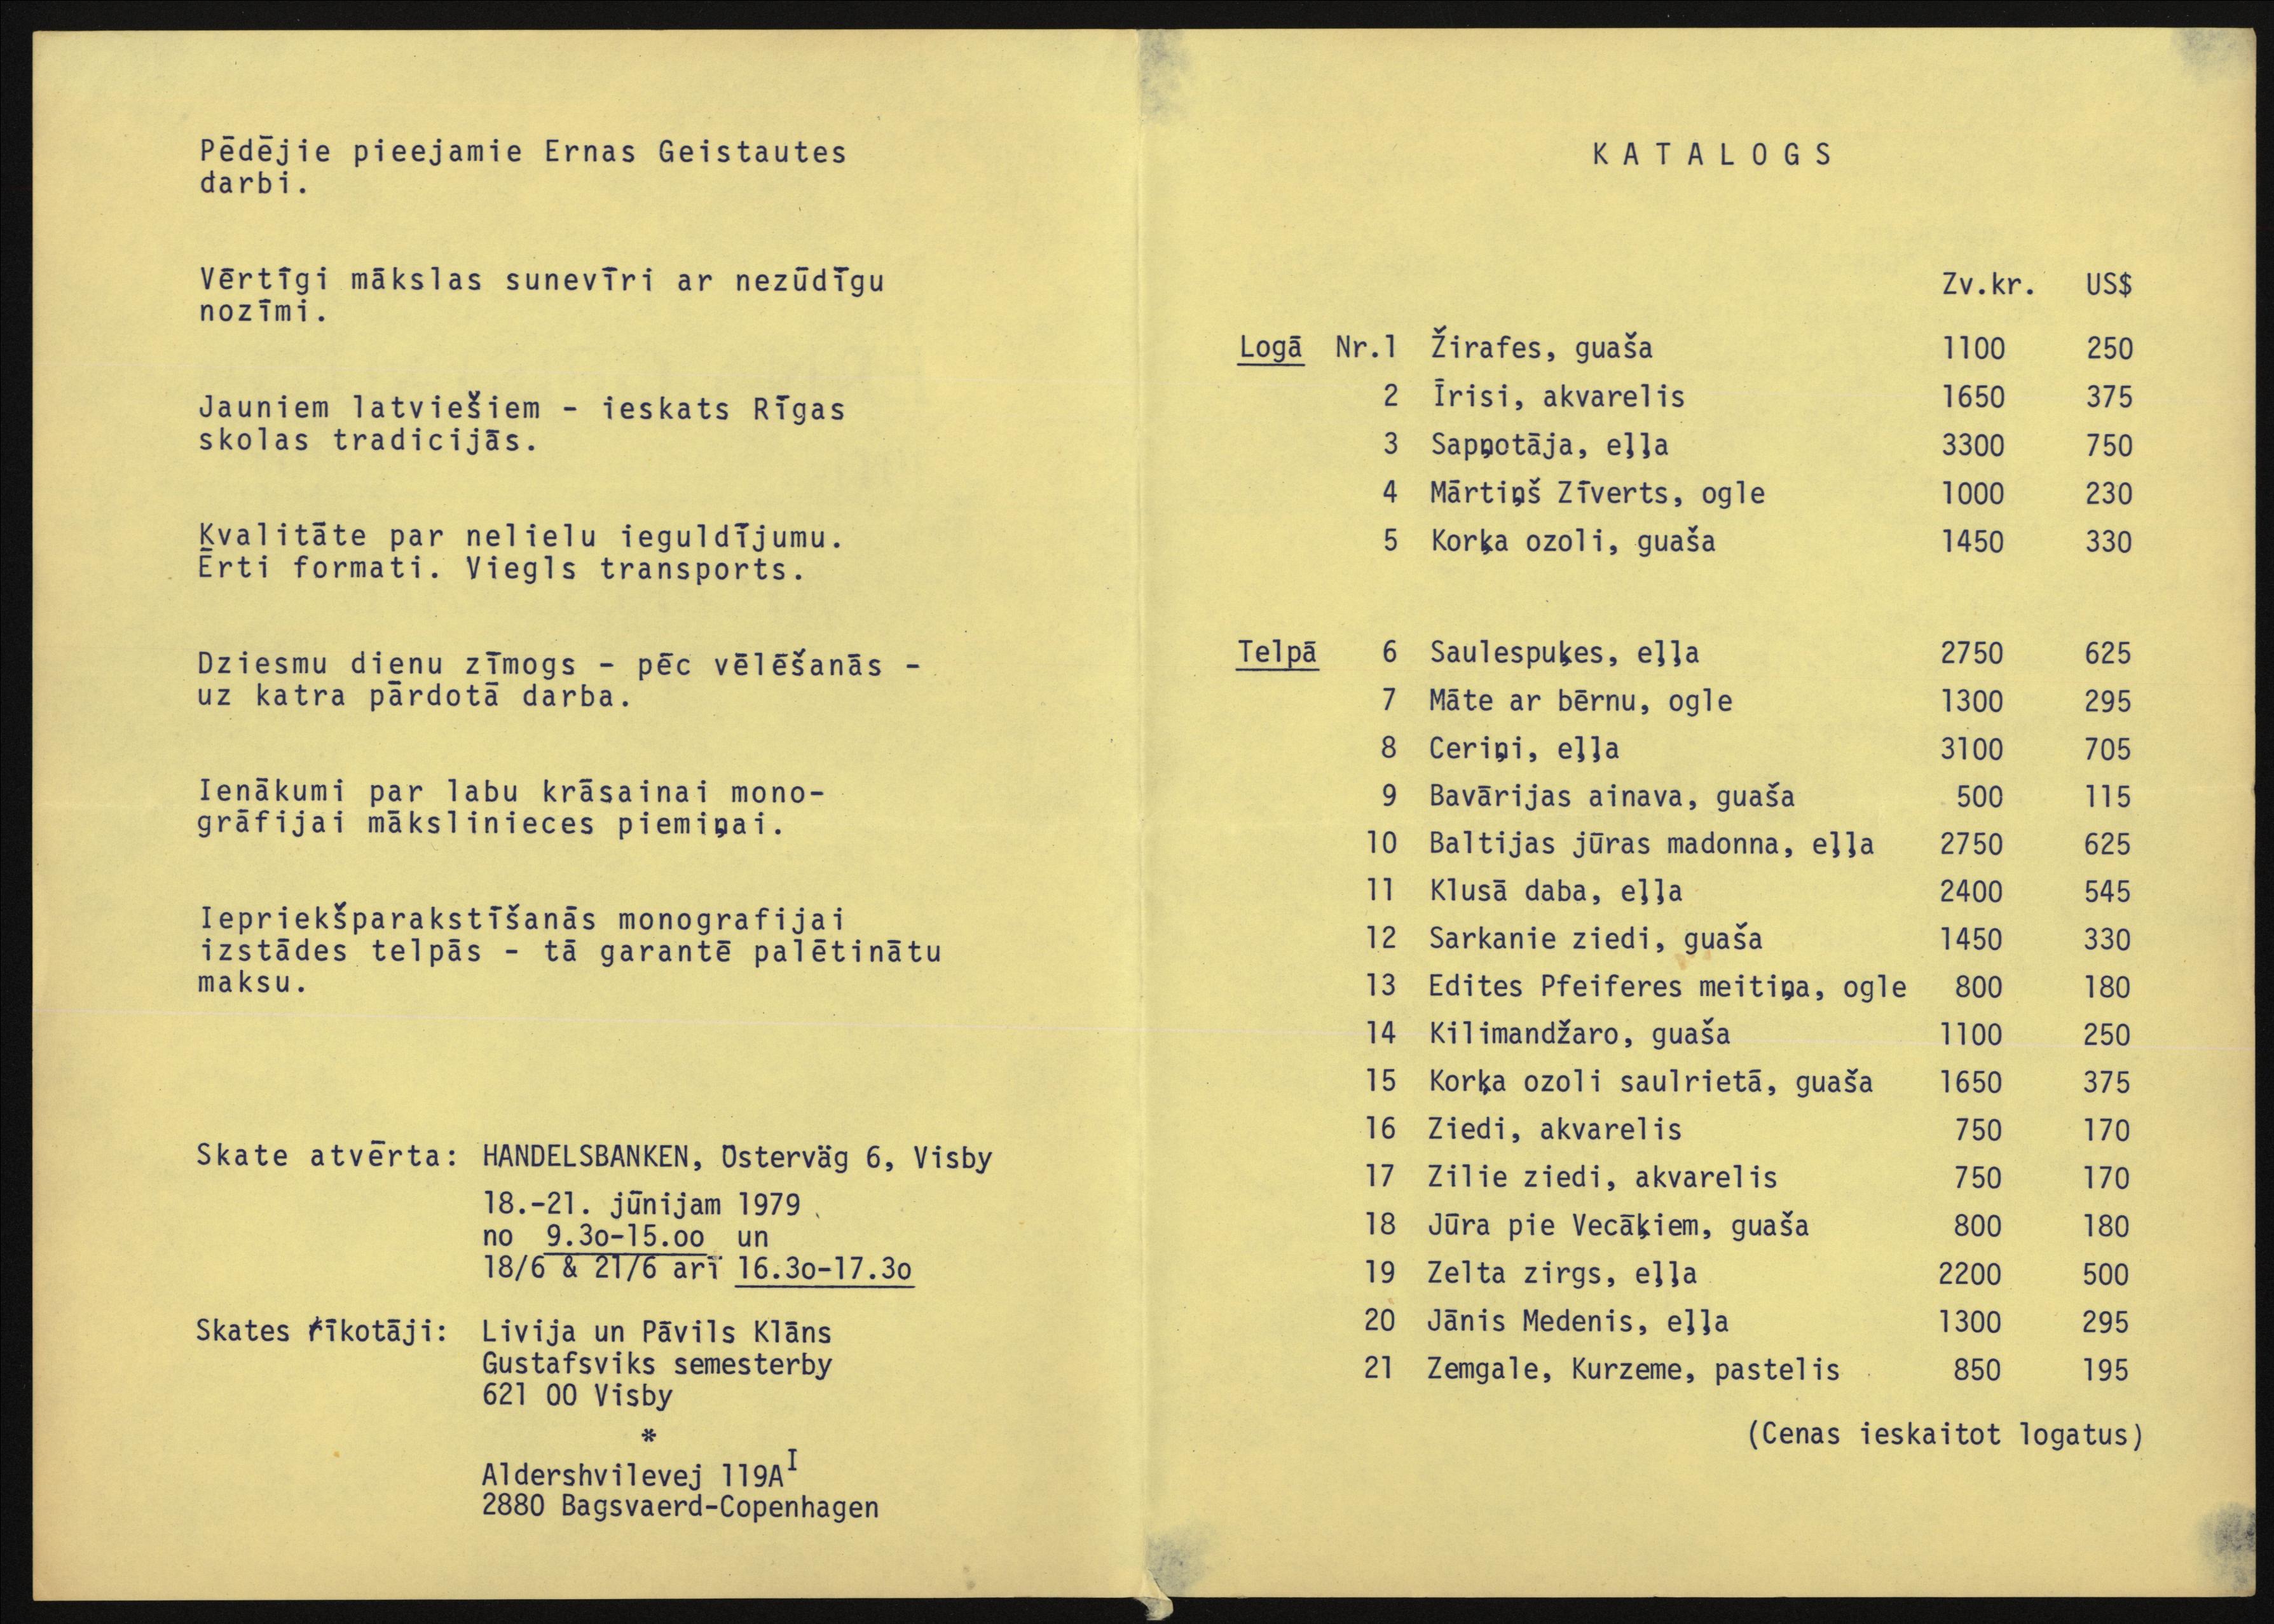 Pēdējie pieejamie Ernas Geistautes
darbi.
Vērtīgi mākslas sunevīri ar nezūdīgu
nozīmi.
Jauniem latviešiem - ieskats Rīgas
skolas tradicijās.
Kvalitāte par nelielu ieguldījumu.
Ērti formati. Viegls transports.
Dziesmu dienu zīmogs - pēc vēlēšanās -
uz katra pārdotā darba.
Ienākumi par labu krāsainai mono-
grāfijai mākslinieces piemiņai.
Iepriekšparakstīšanās monografijai
izstādes telpās - tā garantē palētinātu
maksu.
Skate atvērta: HANDELSBANKEN, Österväg 6, Visby
18.-21. jūnijam 1979
no 9.3o-15.oo un
18/6 & 21/6 arī 16.3o-17.3o
Skates rīkotāji: Livija un Pāvils Klāns
Gustafsviks semesterby
621 00 Visby
*
Aldershvilevej 119A I
2880 Bagsvaerd-Copenhagen
K A T A L O G S
Zv.kr. US$
Logā Nr.1 Žirafes, guaša 1100 250
2 Īrisi, akvarelis 1650 375
3 Sapņotāja, eļļa 3300 750
4 Mārtiņš Zīverts, ogle 1000 230
5 Korķa ozoli, guaša 1450 330
Telpā 6 Saulespuķes, eļļa 2750 625
7 Māte ar bērnu, ogle 1300 295
8 Ceriņi, eļļa 3100 705
9 Bavārijas ainava, guaša 500 115
10 Baltijas jūras madonna, eļļa 2750 625
11 Klusā daba, eļļa 2400 545
12 Sarkanie ziedi, guaša 1450 330
13 Edites Pfeiferes meitiņa, ogle 800 180
14 Kilimandžaro, guaša 1100 250
15 Korķa ozoli saulrietā, guaša 1650 375
16 Ziedi, akvarelis 750 170
17 Zilie ziedi, akvarelis 750 170
18 Jūra pie Vecāķiem, guaša 800 180
19 Zelta zirgs, eļļa 2200 500
20 Jānis Medenis, eļļa 1300 295
21 Zemgale, Kurzeme, pastelis 850 195
(Cenas ieskaitot logatus)